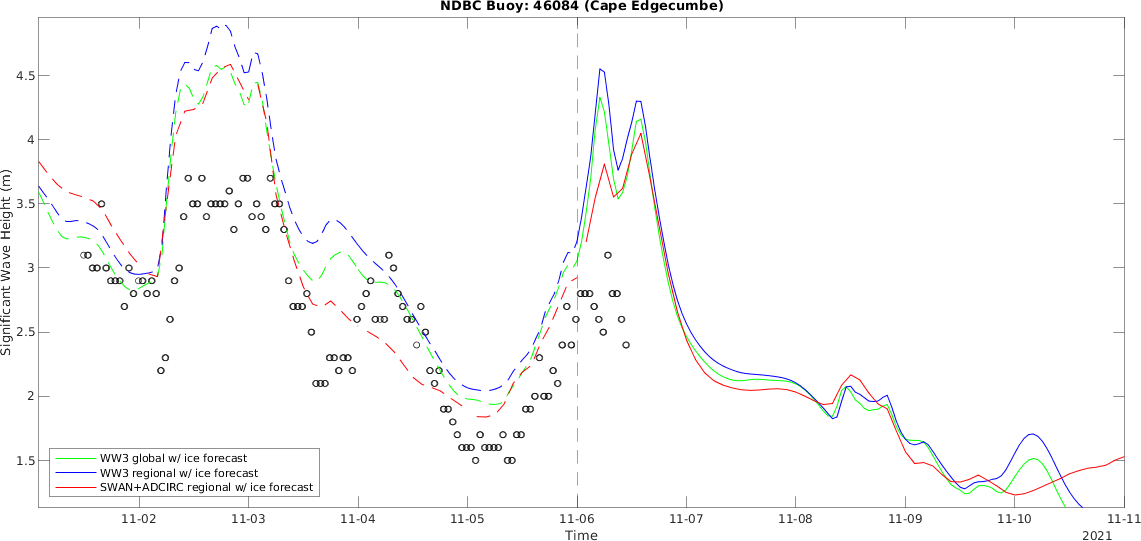 NDBC Buoy: 46084 (Cape Edgecumbe)
Significant Wave Height (m)
4.5
4
3.5
3
2.5
2
1.5
WW3 global w/ ice forecast
WW3 regional w/ ice forecast
SWAN+ADCIRC regional w/ ice forecast
11-02 11-03 11-04 11-05 11-06 11-07 11-08 11-09 11-10 11-11
Time
2021